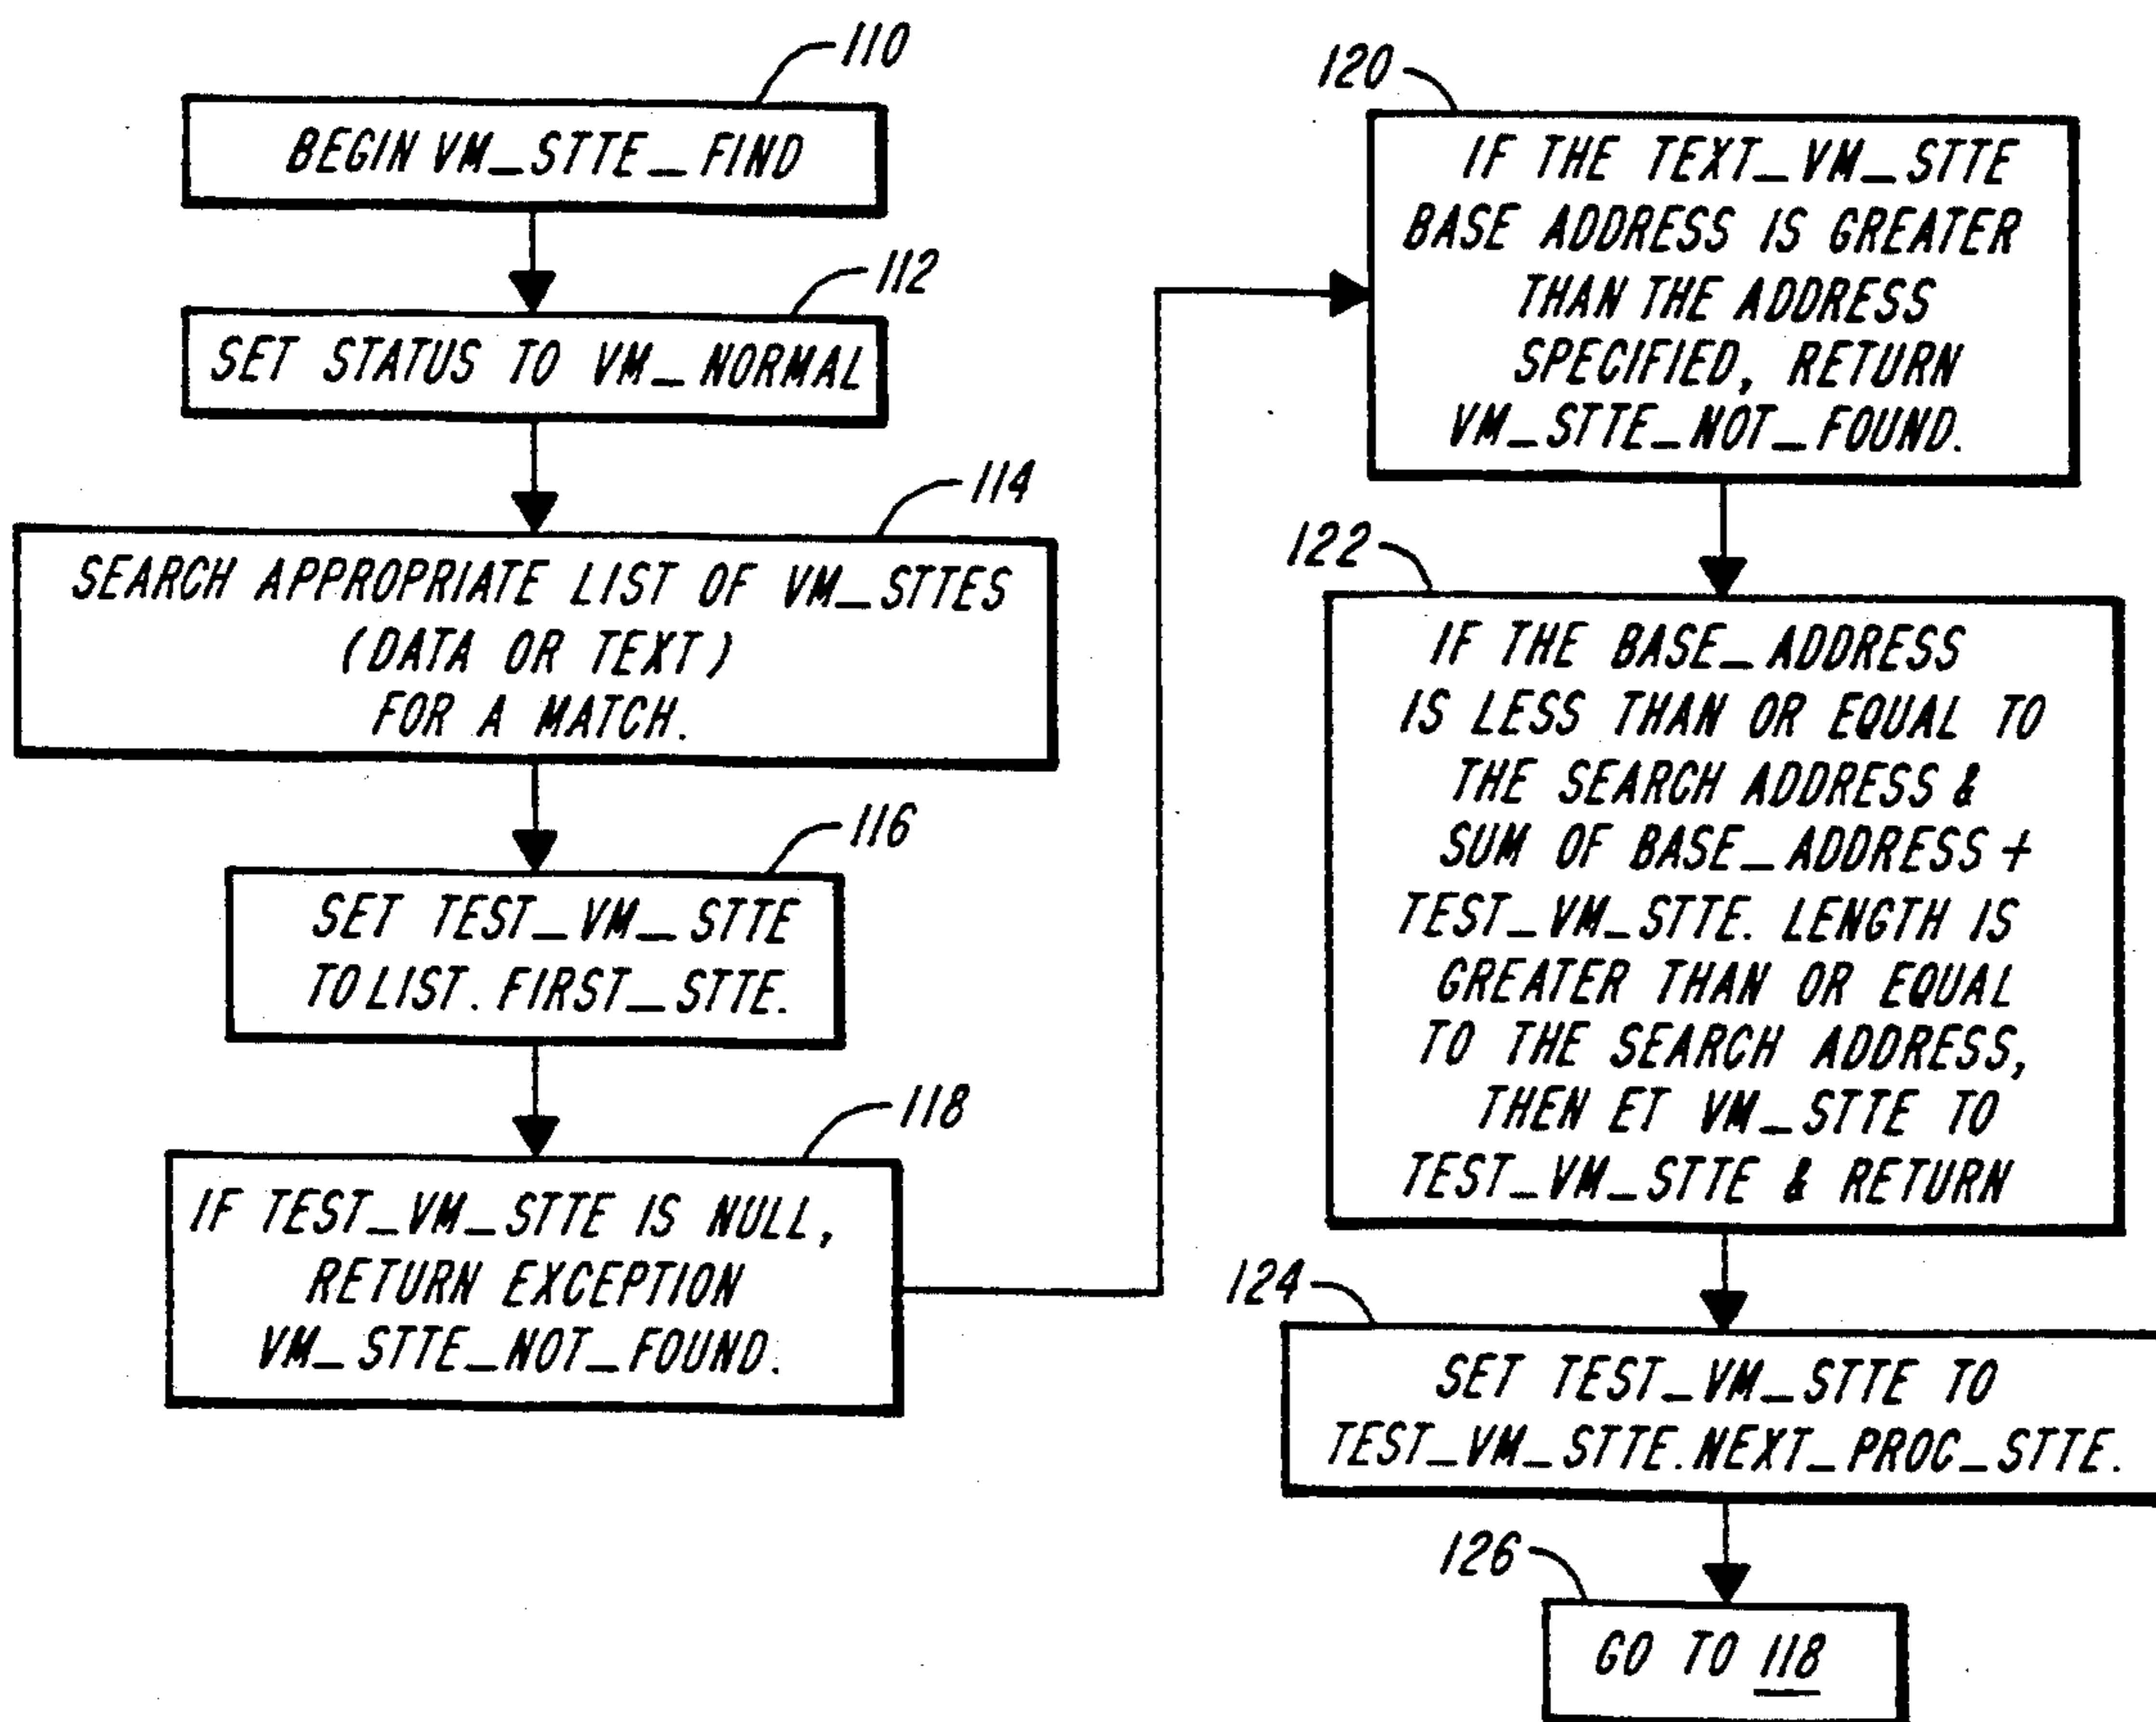 110
BEGIN VM_STTE_FIND
112
SET STATUS TO VM_NORMAL
114
SEARCH APPROPRIATE LIST OF VM_STTES
(DATA OR TEXT)
FOR A MATCH.
116
SET TEST_VM_STTE
TO LIST. FIRST_STTE.
118
IF TEST_VM_STTE IS NULL,
RETURN EXCEPTION
VM_STTE_NOT_FOUND.
120
IF THE TEXT_VM_STTE
BASE ADDRESS IS GREATER
THAN THE ADDRESS
SPECIFIED, RETURN
VM_STTE_NOT_FOUND.
122
IF THE BASE_ADDRESS
IS LESS THAN OR EQUAL TO
THE SEARCH ADDRESS &
SUM OF BASE_ADDRESS +
TEST_VM_STTE. LENGTH IS
GREATER THAN OR EQUAL
TO THE SEARCH ADDRESS,
THEN ET VM_STTE TO
TEST_VM_STTE & RETURN
124
SET TEST_VM_STTE TO
TEST_VM_STTE.NEXT_PROC_STTE.
126
GO TO 118